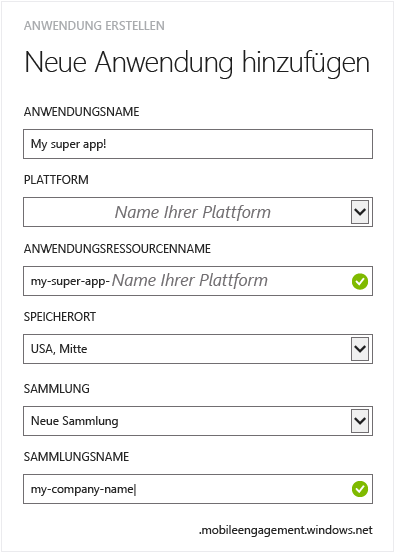 ANWENDUNG ERSTELLEN
Neue Anwendung hinzufügen
ANWENDUNGSNAME
My super app!
PLATTFORM
Name Ihrer Plattform
ANWENDUNGSRESSOURCENNAME
my-super-app-Name Ihrer Plattform
SPEICHERORT
USA, Mitte
SAMMLUNG
Neue Sammlung
SAMMLUNGSNAME
my-company-name
.mobileengagement.windows.net